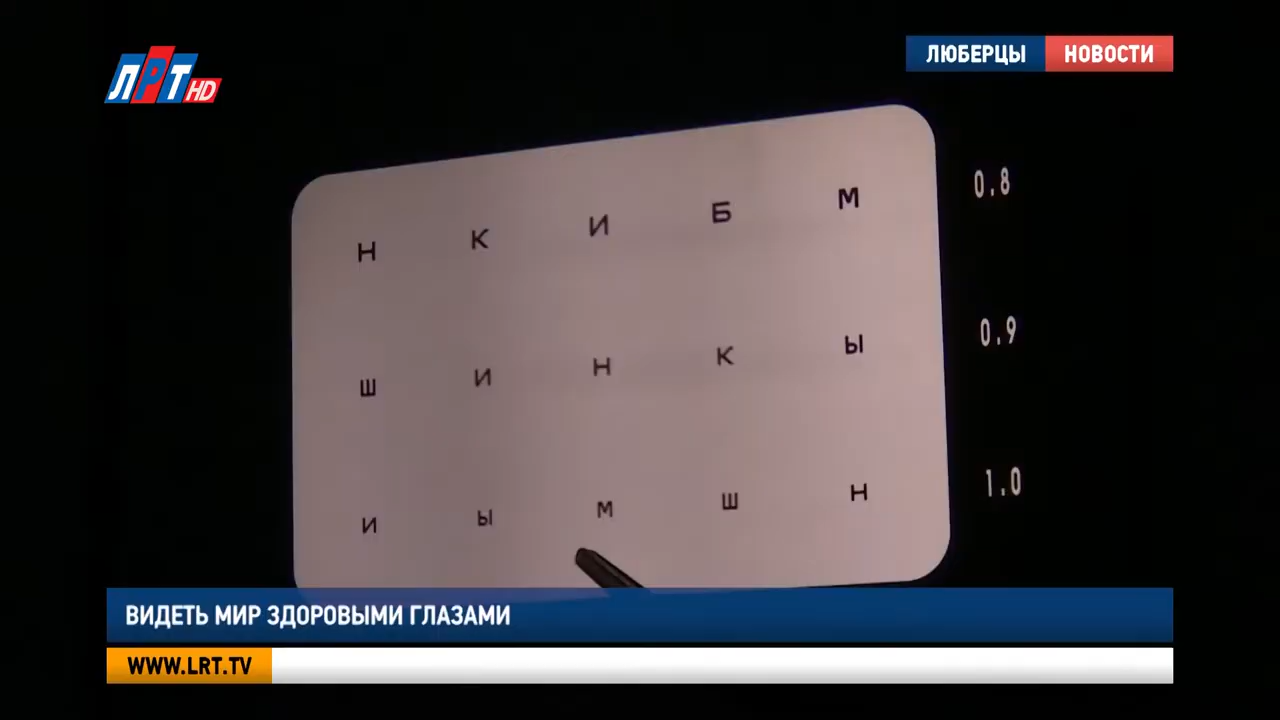 ЛРТ HD
ЛЮБЕРЦЫ НОВОСТИ
Н К И Б М 0.8
Ш И Н К Ы 0.9
И Ы М Ш Н 1.0
ВИДЕТЬ МИР ЗДОРОВЫМИ ГЛАЗАМИ
WWW.LRT.TV